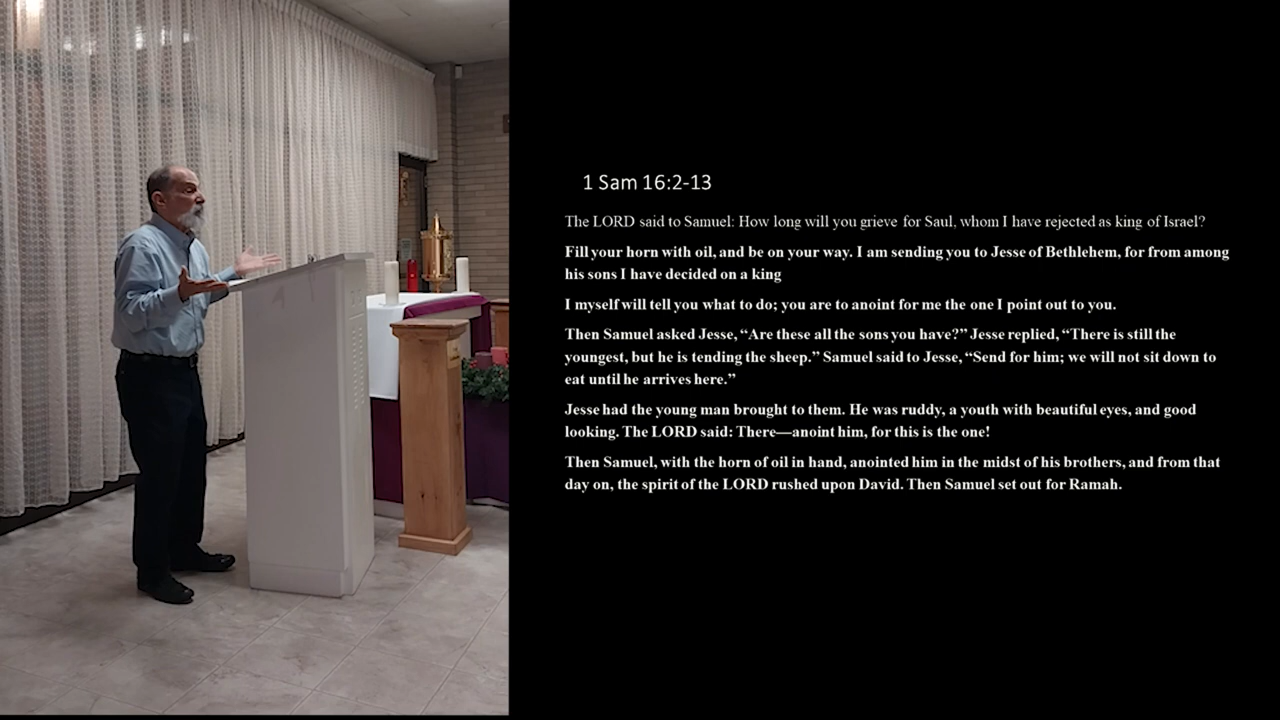 1 Sam 16:2-13
The LORD said to Samuel: How long will you grieve for Saul, whom I have rejected as king of Israel?
Fill your horn with oil, and be on your way. I am sending you to Jesse of Bethlehem, for from among
his sons I have decided on a king
I myself will tell you what to do; you are to anoint for me the one I point out to you.
Then Samuel asked Jesse, “Are these all the sons you have?” Jesse replied, “There is still the
youngest, but he is tending the sheep.” Samuel said to Jesse, “Send for him; we will not sit down to
eat until he arrives here.”
Jesse had the young man brought to them. He was ruddy, a youth with beautiful eyes, and good
looking. The LORD said: There—anoint him, for this is the one!
Then Samuel, with the horn of oil in hand, anointed him in the midst of his brothers, and from that
day on, the spirit of the LORD rushed upon David. Then Samuel set out for Ramah.